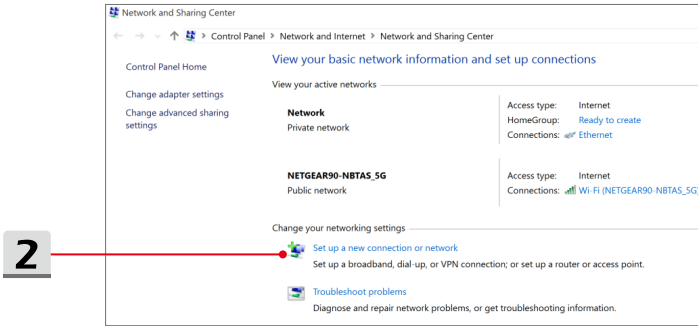 Network and Sharing Center
Control Panel > Network and Internet > Network and Sharing Center
Control Panel Home
Change adapter settings
Change advanced sharing
settings
View your basic network information and set up connections
View your active networks
Network
Private network
Access type: Internet
HomeGroup: Ready to create
Connections: Ethernet
NETGEAR90-NBTAS_5G
Public network
Access type: Internet
Connections: Wi-Fi (NETGEAR90-NBTAS_5G)
Change your networking settings
2
Set up a new connection or network
Set up a broadband, dial-up, or VPN connection; or set up a router or access point.
Troubleshoot problems
Diagnose and repair network problems, or get troubleshooting information.